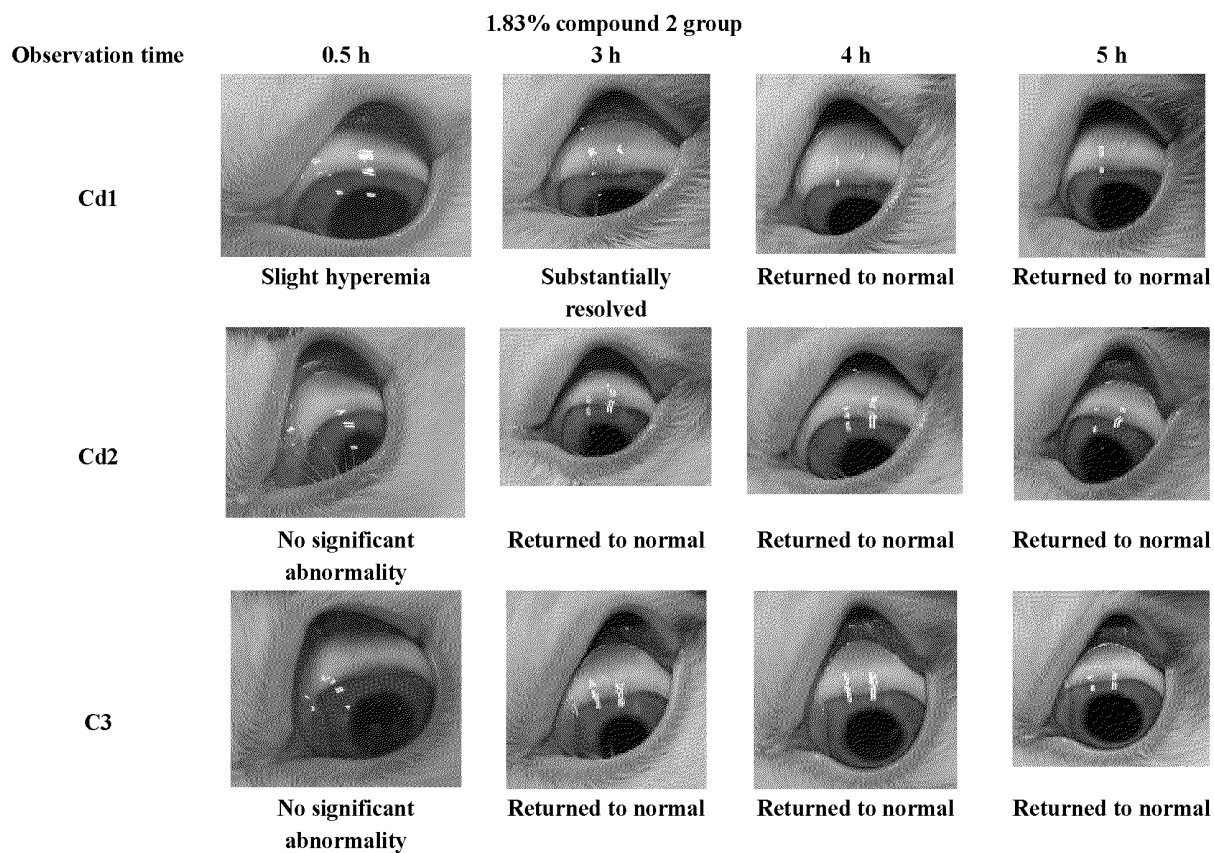 1.83% compound 2 group
Observation time 0.5 h 3 h 4 h 5 h
Cd1
Slight hyperemia Substantially resolved Returned to normal Returned to normal
Cd2
No significant abnormality Returned to normal Returned to normal Returned to normal
C3
No significant abnormality Returned to normal Returned to normal Returned to normal